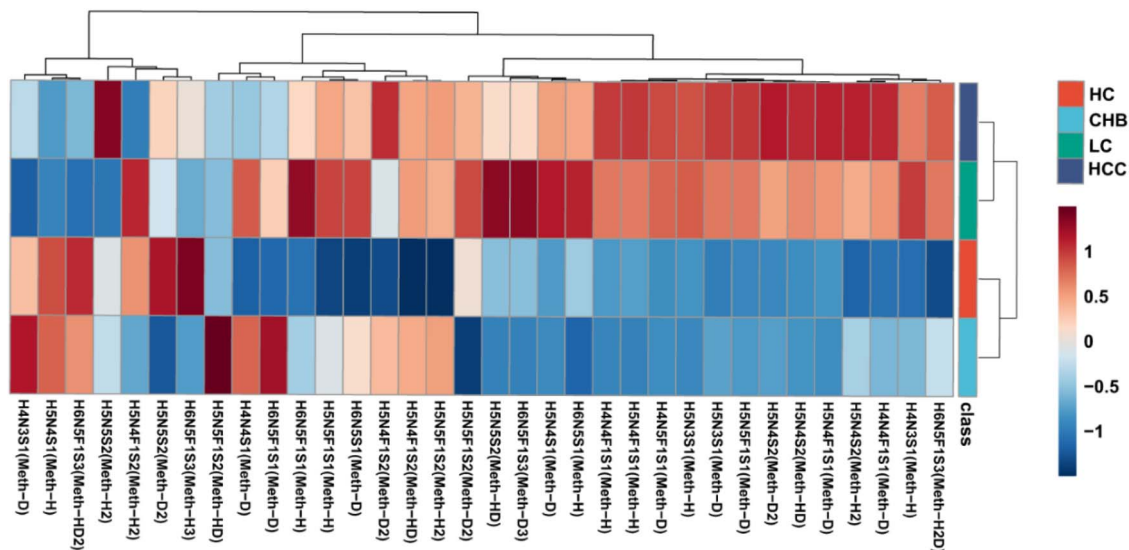 HC
CHB
LC
HCC
1
0.5
0
−0.5
−1
class
H4N3S1(Meth−D)
H5N4S1(Meth−H)
H6N5F1S3(Meth−HD2)
H5N5S2(Meth−H2)
H5N4F1S2(Meth−H2)
H5N5S2(Meth−D2)
H6N5F1S3(Meth−H3)
H5N5F1S2(Meth−HD)
H4N4S1(Meth−D)
H6N5F1S1(Meth−D)
H6N5F1S1(Meth−H)
H5N5F1S1(Meth−H)
H6N5S1(Meth−D)
H5N4F1S2(Meth−D2)
H5N4F1S2(Meth−HD)
H5N5F1S2(Meth−H2)
H5N5F1S2(Meth−D2)
H5N5S2(Meth−HD)
H6N5F1S3(Meth−D3)
H5N4S1(Meth−D)
H6N5S1(Meth−H)
H4N4F1S1(Meth−H)
H5N4F1S1(Meth−H)
H4N5F1S1(Meth−D)
H5N3S1(Meth−H)
H5N3S1(Meth−D)
H5N5F1S1(Meth−D)
H5N4S2(Meth−D2)
H5N4S2(Meth−HD)
H5N4F1S1(Meth−D)
H5N4S2(Meth−H2)
H4N4F1S1(Meth−D)
H4N3S1(Meth−H)
H6N5F1S3(Meth−H2D)